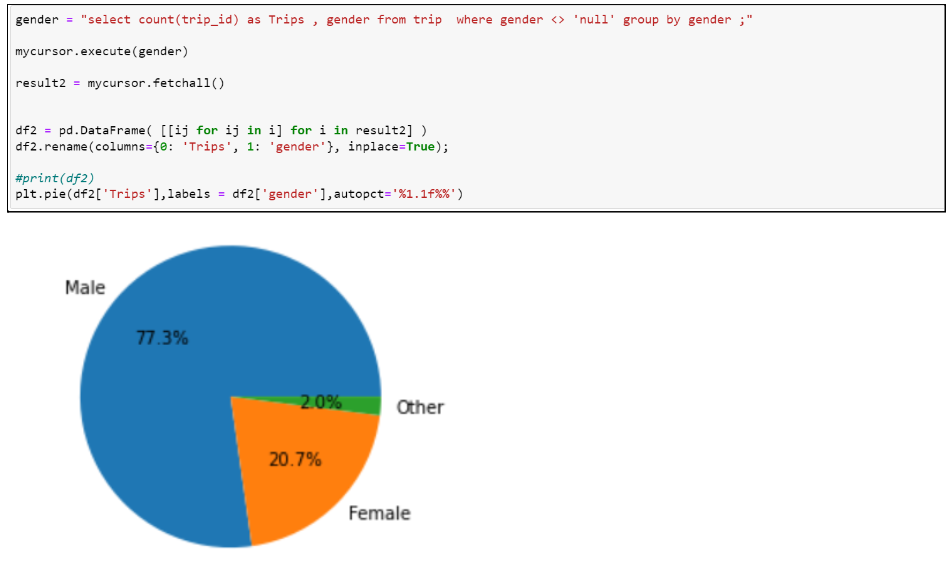 gender = "select count(trip_id) as Trips , gender from trip  where gender <> 'null' group by gender ;"
mycursor.execute(gender)
result2 = mycursor.fetchall()
df2 = pd.DataFrame( [[ij for ij in i] for i in result2] )
df2.rename(columns={0: 'Trips', 1: 'gender'}, inplace=True);
#print(df2)
plt.pie(df2['Trips'],labels = df2['gender'],autopct='%1.1f%%')
Male
77.3%
2.0%
Other
20.7%
Female